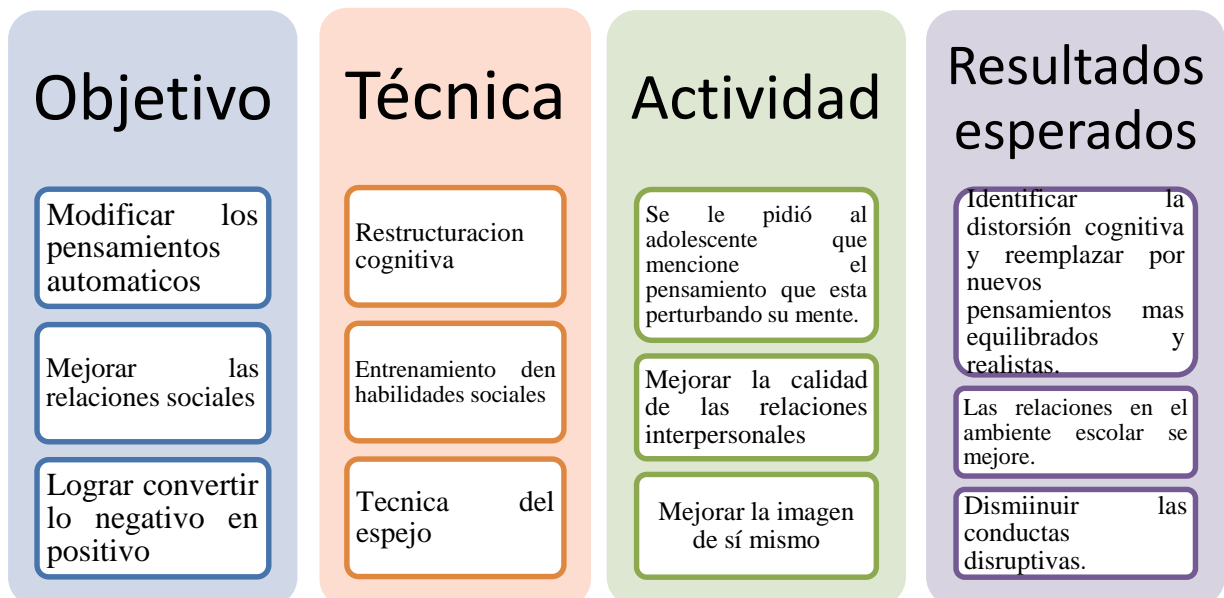 Objetivo
Modificar los
pensamientos
automaticos
Mejorar las
relaciones sociales
Lograr convertir
lo negativo en
positivo
Técnica
Restructuracion
cognitiva
Entrenamiento den
habilidades sociales
Tecnica del
espejo
Actividad
Se le pidió al
adolescente que
mencione el
pensamiento que esta
perturbando su mente.
Mejorar la calidad
de las relaciones
interpersonales
Mejorar la imagen
de sí mismo
Resultados
esperados
Identificar la
distorsión cognitiva
y reemplazar por
nuevos
pensamientos mas
equilibrados y
realistas.
Las relaciones en el
ambiente escolar se
mejore.
Dismiinuir las
conductas
disruptivas.